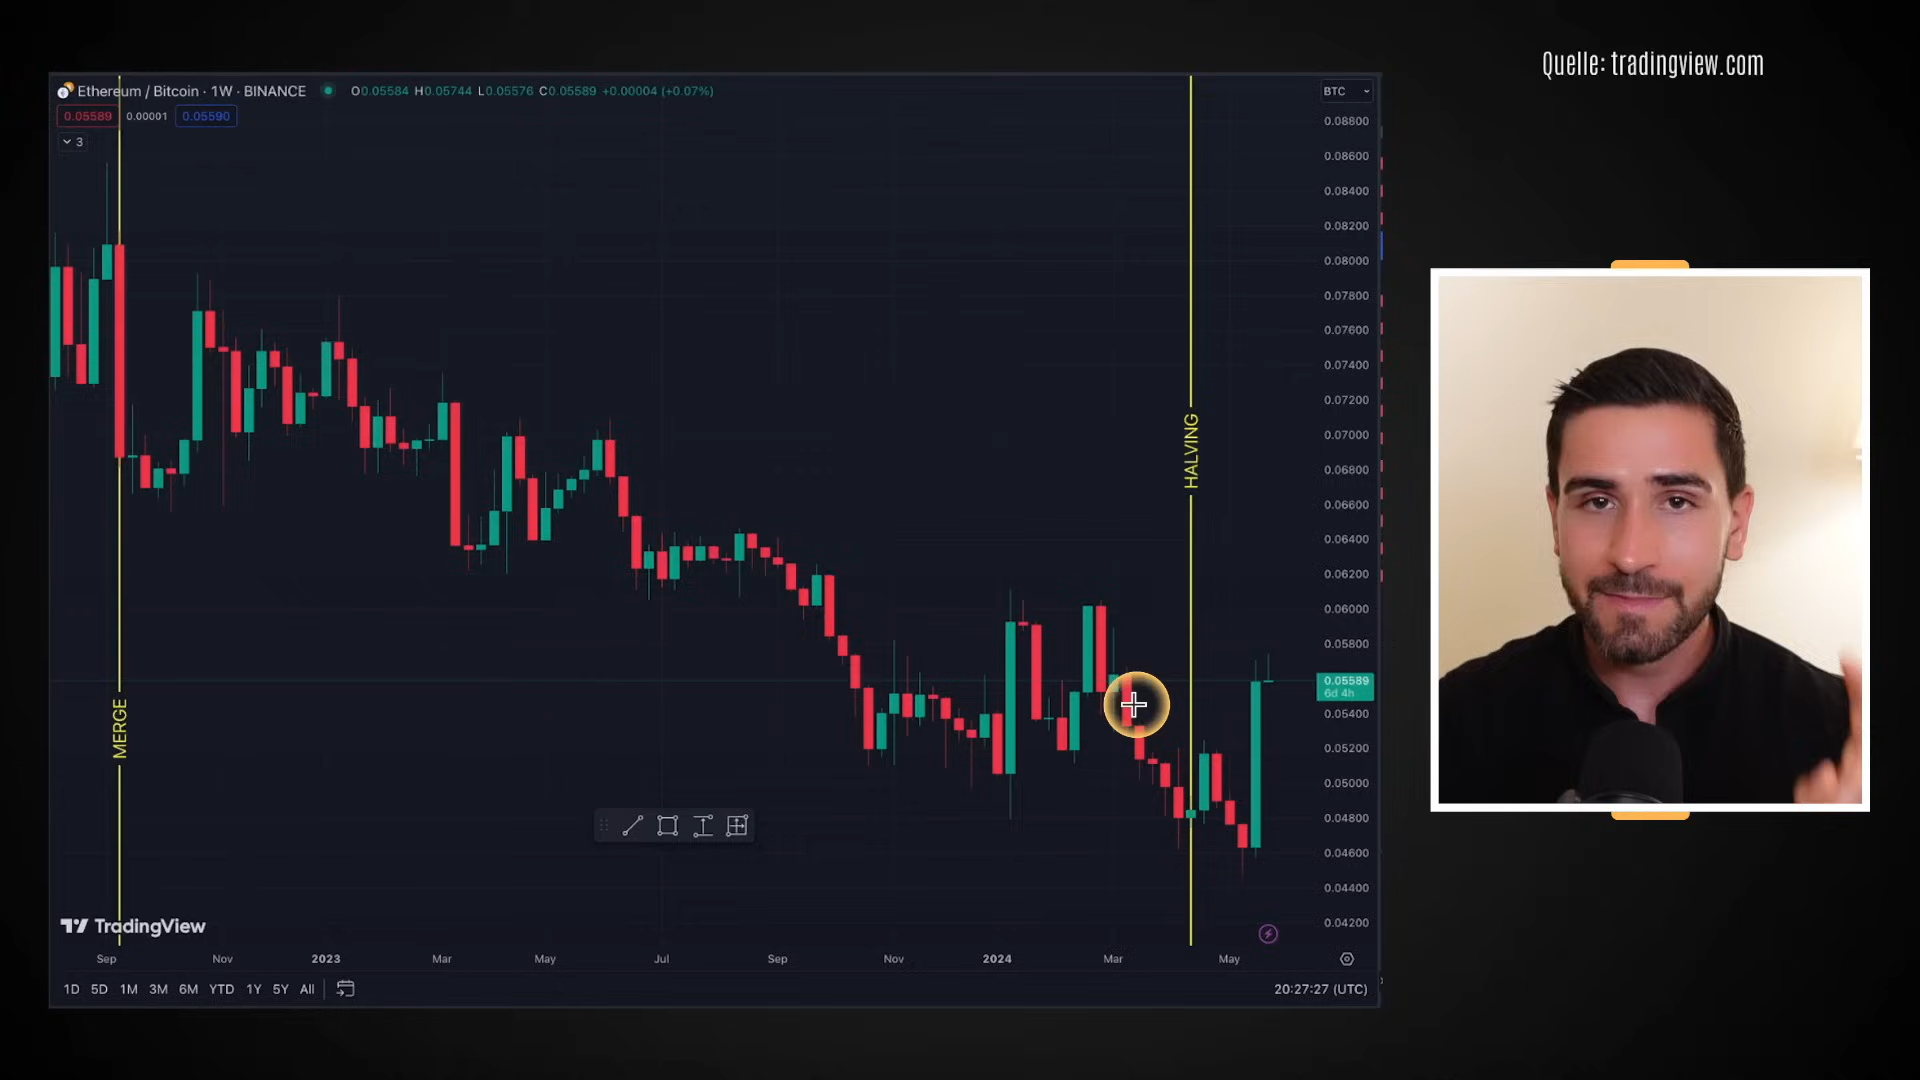 Quelle: tradingview.com
Ethereum / Bitcoin · 1W · BINANCE O0.05584 H0.05744 L0.05576 C0.05589 +0.00004 (+0.07%)
BTC
0.05589 0.00001 0.05590
3
0.08800
0.08600
0.08400
0.08200
0.08000
0.07800
0.07600
0.07400
0.07200
0.07000
0.06800
0.06600
0.06400
0.06200
0.06000
0.05800
0.05589
6d 4h
0.05400
0.05200
0.05000
0.04800
0.04600
0.04400
0.04200
HALVING
MERGE
TradingView
Sep Nov 2023 Mar May Jul Sep Nov 2024 Mar May
1D 5D 1M 3M 6M YTD 1Y 5Y All
20:27:27 (UTC)